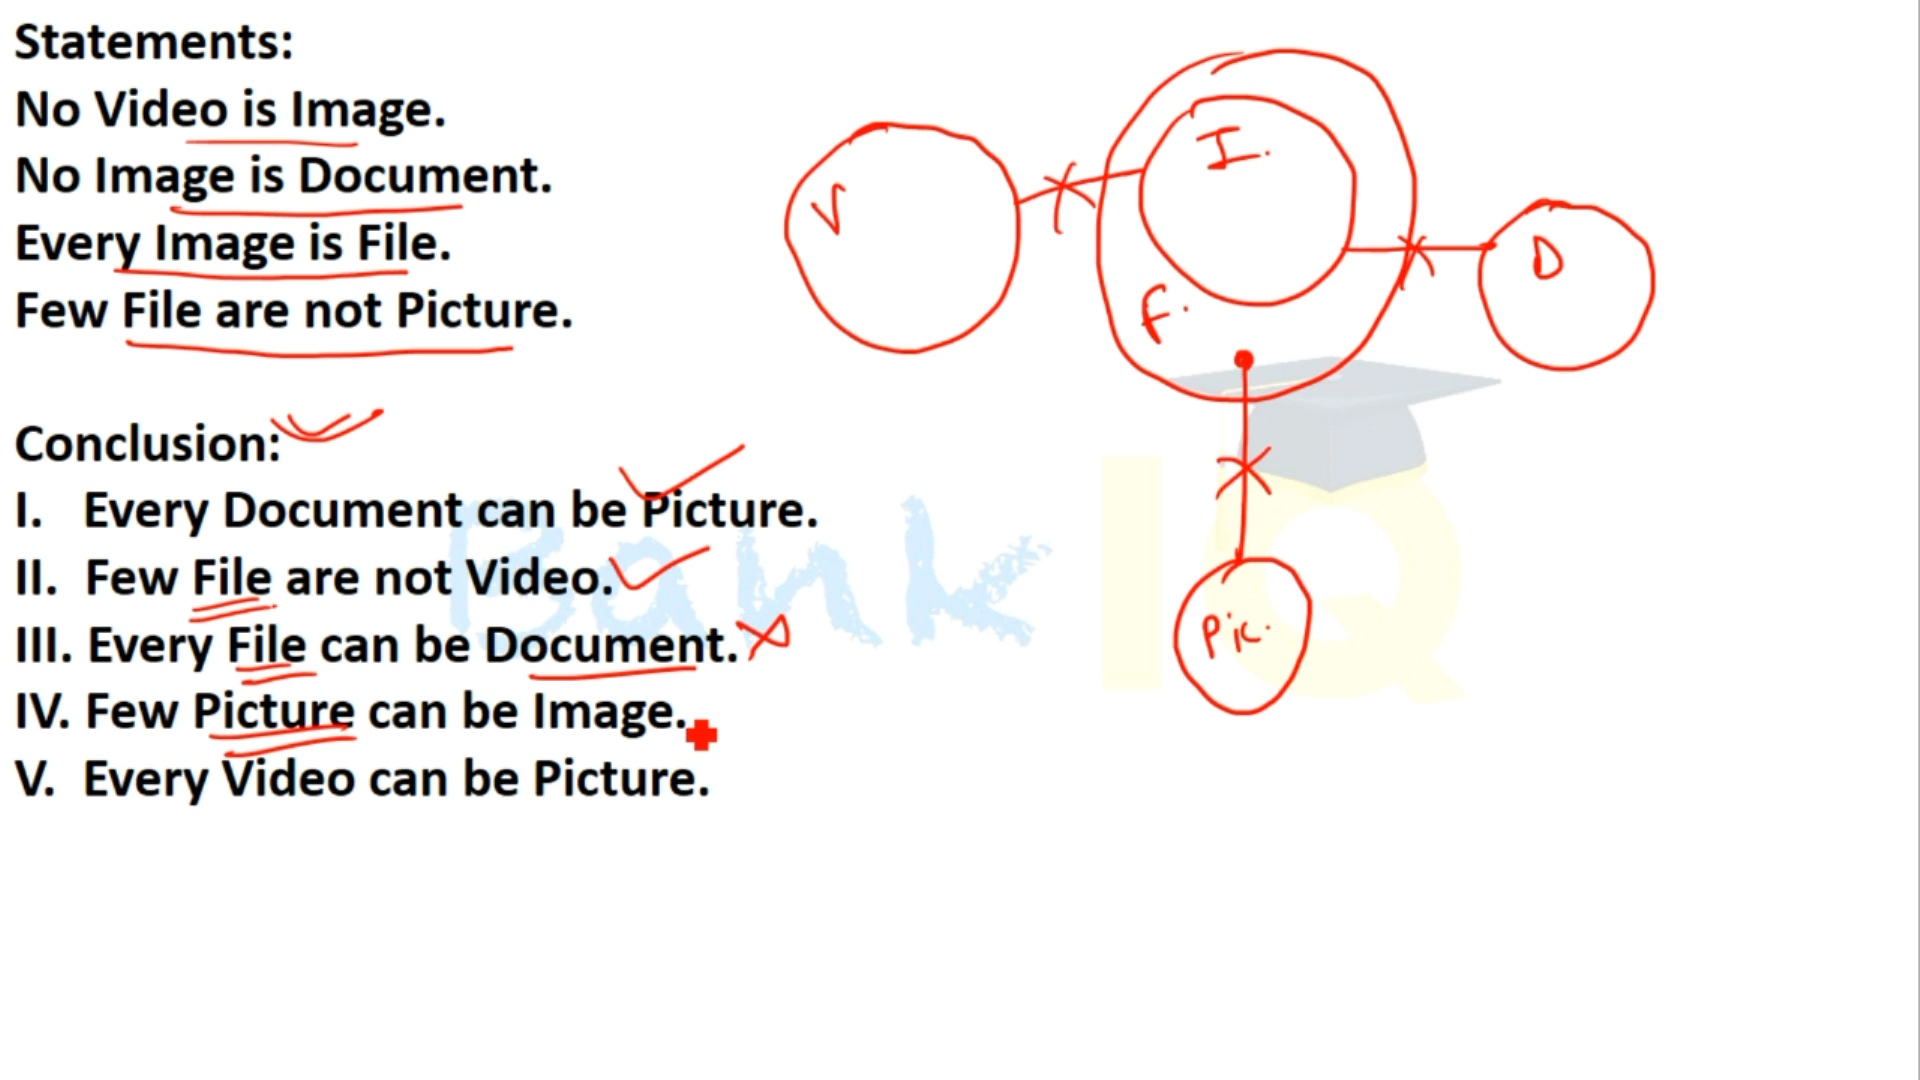 Statements:
No Video is Image.
No Image is Document.
Every Image is File.
Few File are not Picture.
Conclusion:
I. Every Document can be Picture.
II. Few File are not Video.
III. Every File can be Document.
IV. Few Picture can be Image.
V. Every Video can be Picture.
V
I.
F.
D
Pic.
Bank IQ